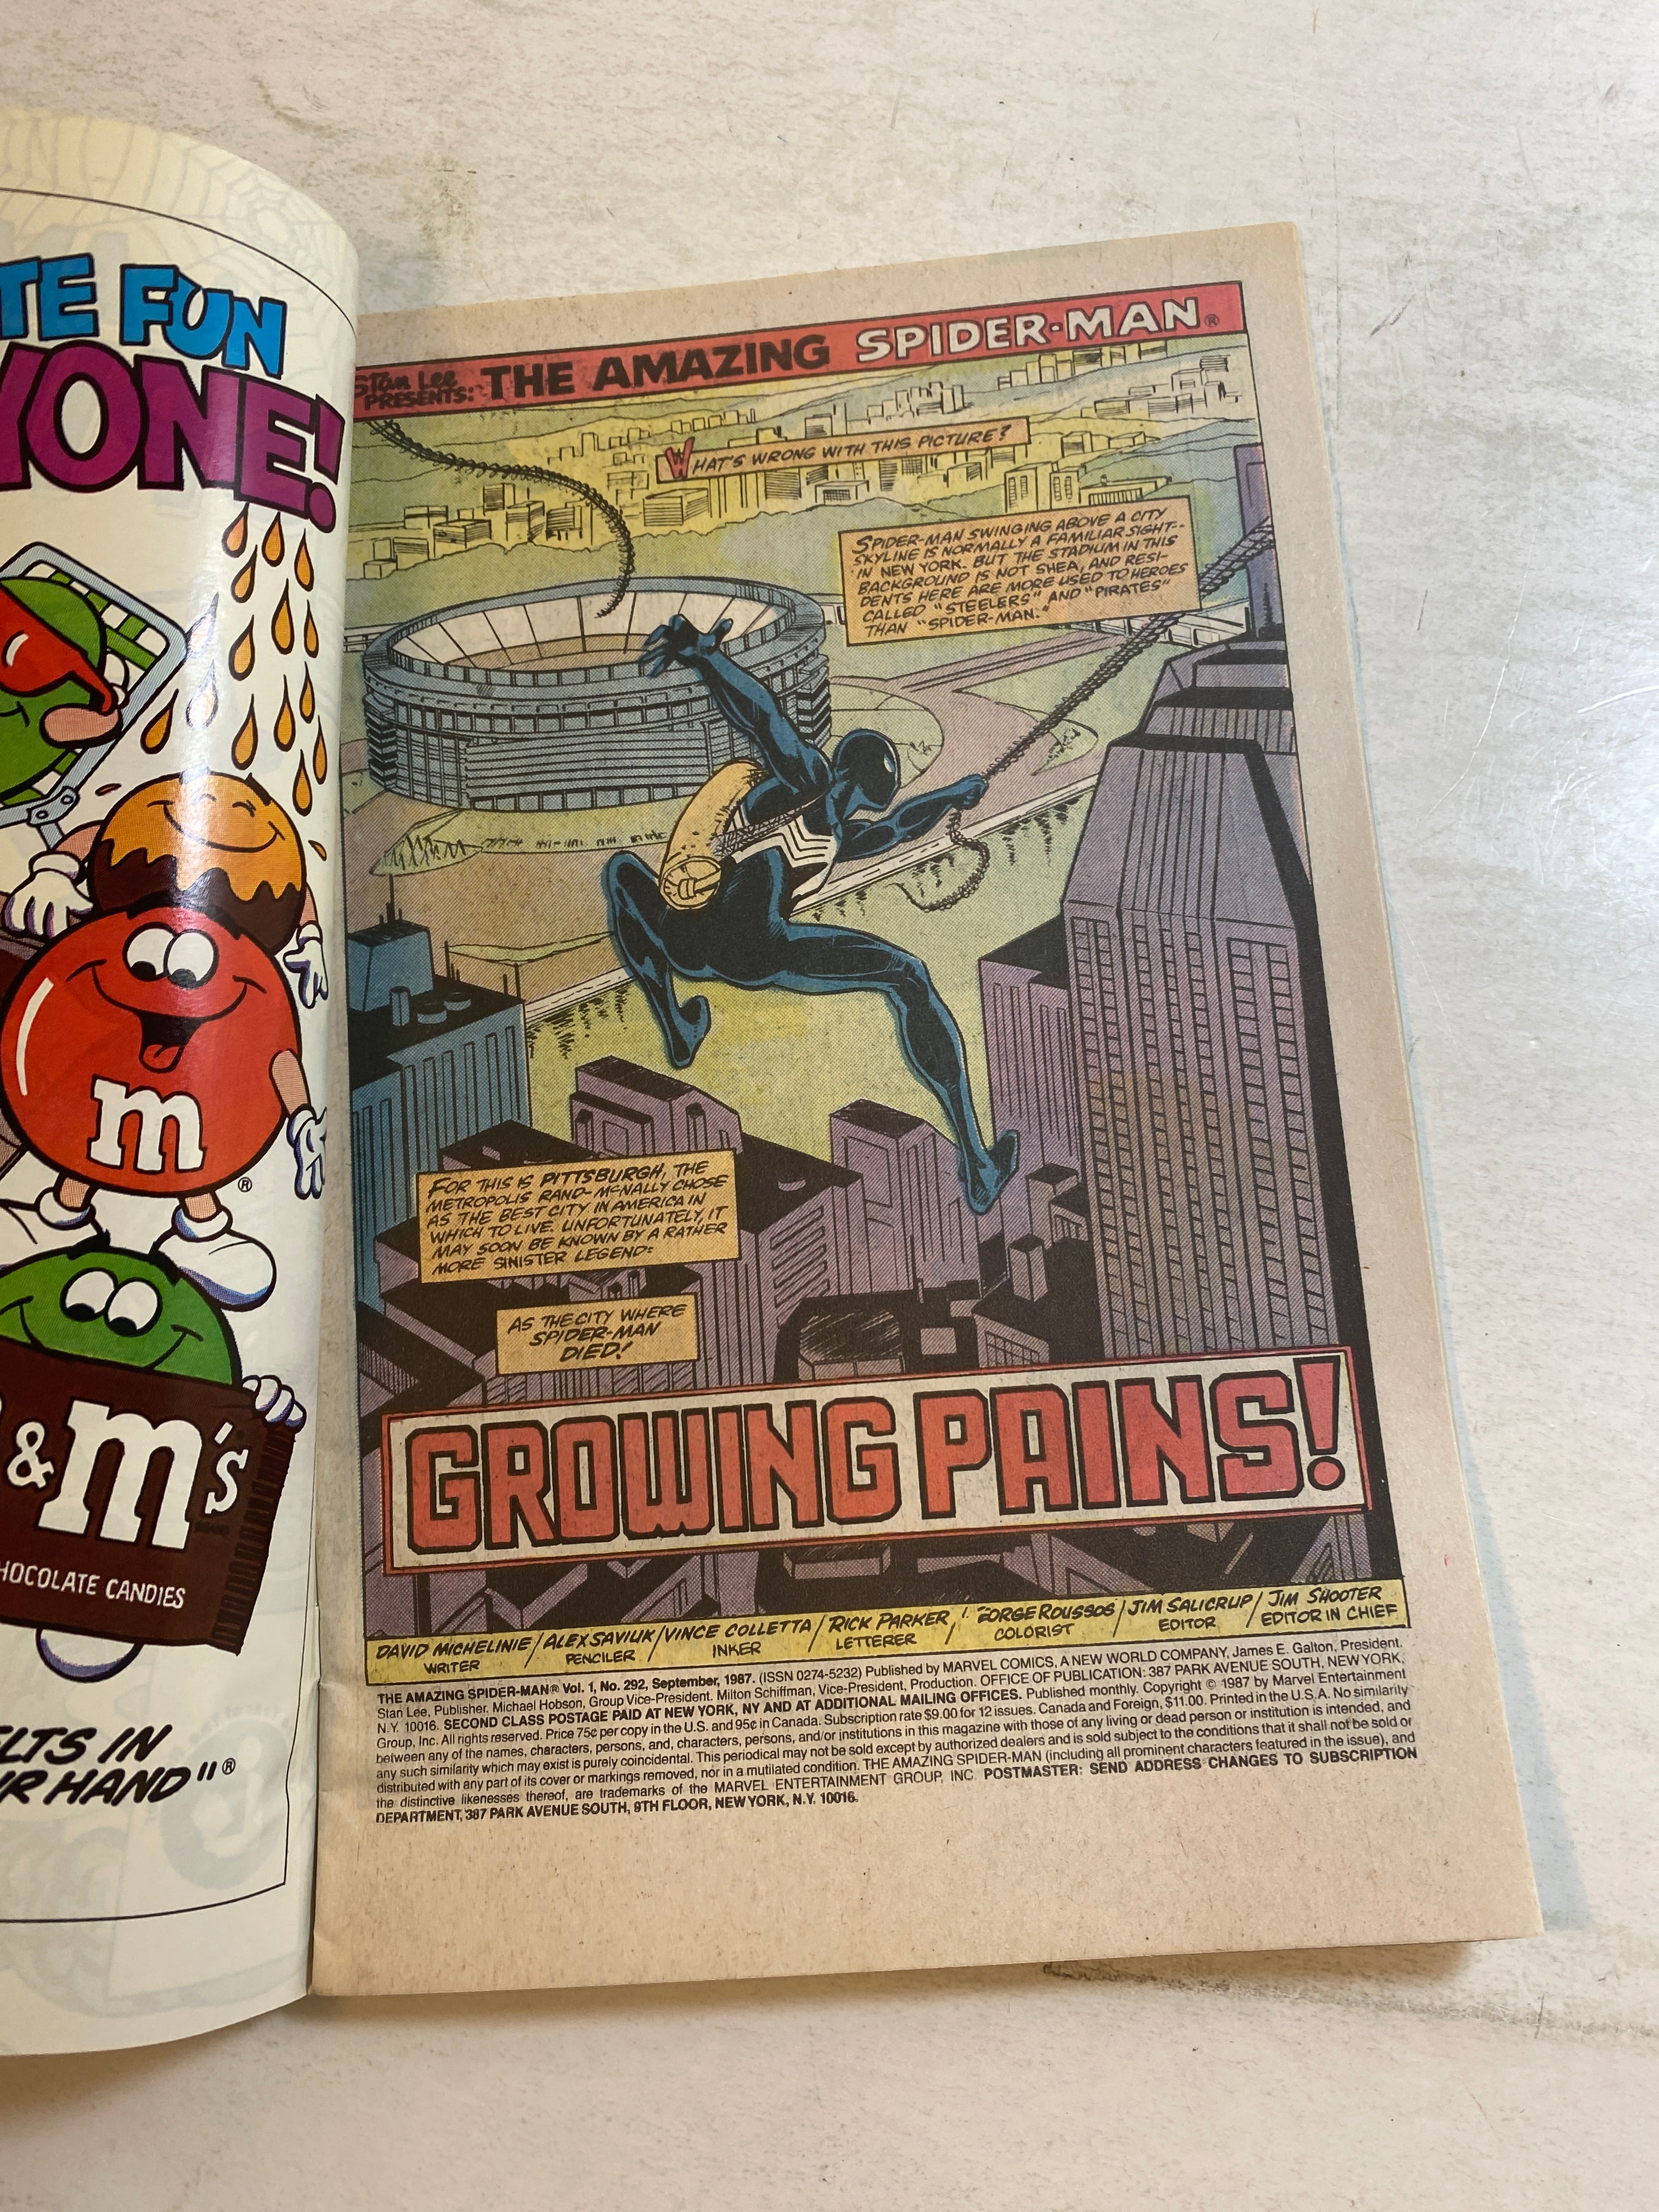 TE FUN
YONE!
m
®
& m's
CHOCOLATE CANDIES
ELTS IN
UR HAND"®
Stan Lee
PRESENTS: THE AMAZING SPIDER-MAN®
WHAT'S WRONG WITH THIS PICTURE?
SPIDER-MAN SWINGING ABOVE A CITY
SKYLINE IS NORMALLY A FAMILIAR SIGHT--
IN NEW YORK. BUT THE STADIUM IN THIS
BACKGROUND IS NOT SHEA, AND RESI-
DENTS HERE ARE MORE USED TO HEROES
CALLED "STEELERS" AND "PIRATES"
THAN "SPIDER-MAN."
FOR THIS IS PITTSBURGH, THE
METROPOLIS RAND-McNALLY CHOSE
AS THE BEST CITY IN AMERICA IN
WHICH TO LIVE. UNFORTUNATELY, IT
MAY SOON BE KNOWN BY A RATHER
MORE SINISTER LEGEND:
AS THE CITY WHERE
SPIDER-MAN
DIED!
GROWING PAINS!
DAVID MICHELINIE / ALEX SAVIUK / VINCE COLLETTA / RICK PARKER / GEORGE ROUSSOS / JIM SALICRUP / JIM SHOOTER
WRITER PENCILER INKER LETTERER COLORIST EDITOR EDITOR IN CHIEF
THE AMAZING SPIDER-MAN® Vol. 1, No. 292, September, 1987. (ISSN 0274-5232) Published by MARVEL COMICS, A NEW WORLD COMPANY, James E. Galton, President.
Stan Lee, Publisher. Michael Hobson, Group Vice-President. Milton Schiffman, Vice-President, Production. OFFICE OF PUBLICATION: 387 PARK AVENUE SOUTH, NEW YORK,
N.Y. 10016. SECOND CLASS POSTAGE PAID AT NEW YORK, NY AND AT ADDITIONAL MAILING OFFICES. Published monthly. Copyright © 1987 by Marvel Entertainment
Group, Inc. All rights reserved. Price 75¢ per copy in the U.S. and 95¢ in Canada. Subscription rate $9.00 for 12 issues. Canada and Foreign, $11.00. Printed in the U.S.A. No similarity
between any of the names, characters, persons, and, characters, persons, and/or institutions in this magazine with those of any living or dead person or institution is intended, and
any such similarity which may exist is purely coincidental. This periodical may not be sold except by authorized dealers and is sold subject to the conditions that it shall not be sold or
distributed with any part of its cover or markings removed, nor in a mutilated condition. THE AMAZING SPIDER-MAN (including all prominent characters featured in the issue), and
the distinctive likenesses thereof, are trademarks of the MARVEL ENTERTAINMENT GROUP, INC. POSTMASTER: SEND ADDRESS CHANGES TO SUBSCRIPTION
DEPARTMENT, 387 PARK AVENUE SOUTH, 9TH FLOOR, NEW YORK, N.Y. 10016.